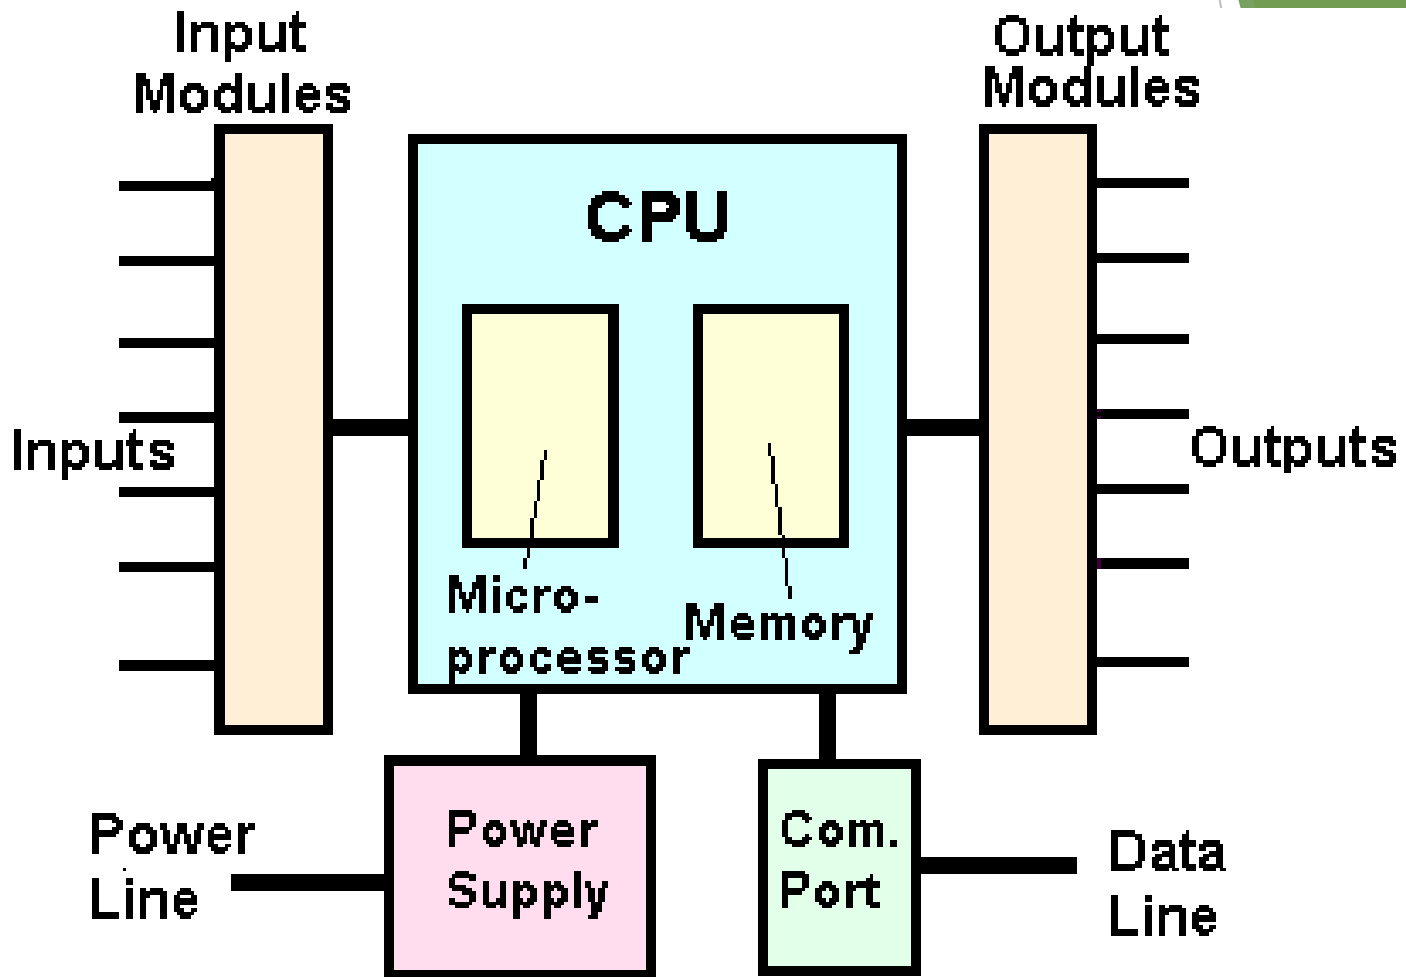 Input
Modules
Output
Modules
CPU
Inputs
Outputs
Micro-
processor
Memory
Power
Line
Power
Supply
Com.
Port
Data
Line